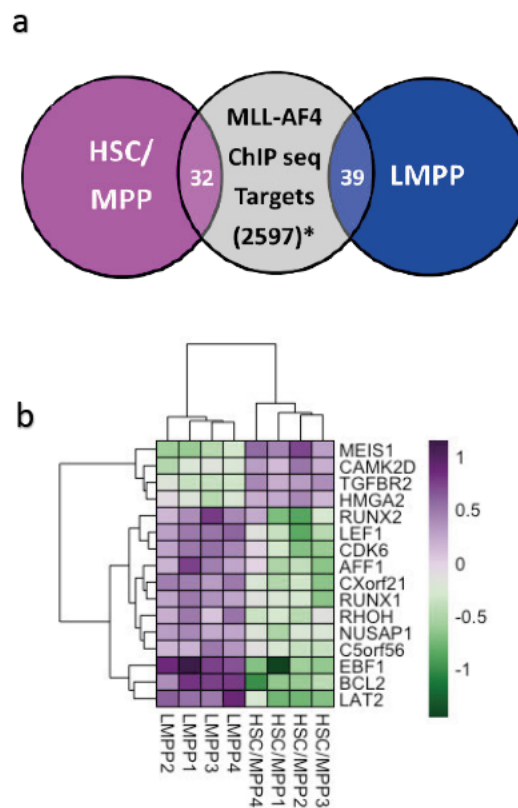 a
HSC/
MPP
32
MLL-AF4
ChIP seq
Targets
(2597)*
39
LMPP
b
MEIS1
CAMK2D
TGFBR2
HMGA2
RUNX2
LEF1
CDK6
AFF1
CXorf21
RUNX1
RHOH
NUSAP1
C5orf56
EBF1
BCL2
LAT2
1
0.5
0
-0.5
-1
LMPP2
LMPP1
LMPP3
LMPP4
HSC/MPP4
HSC/MPP1
HSC/MPP2
HSC/MPP3